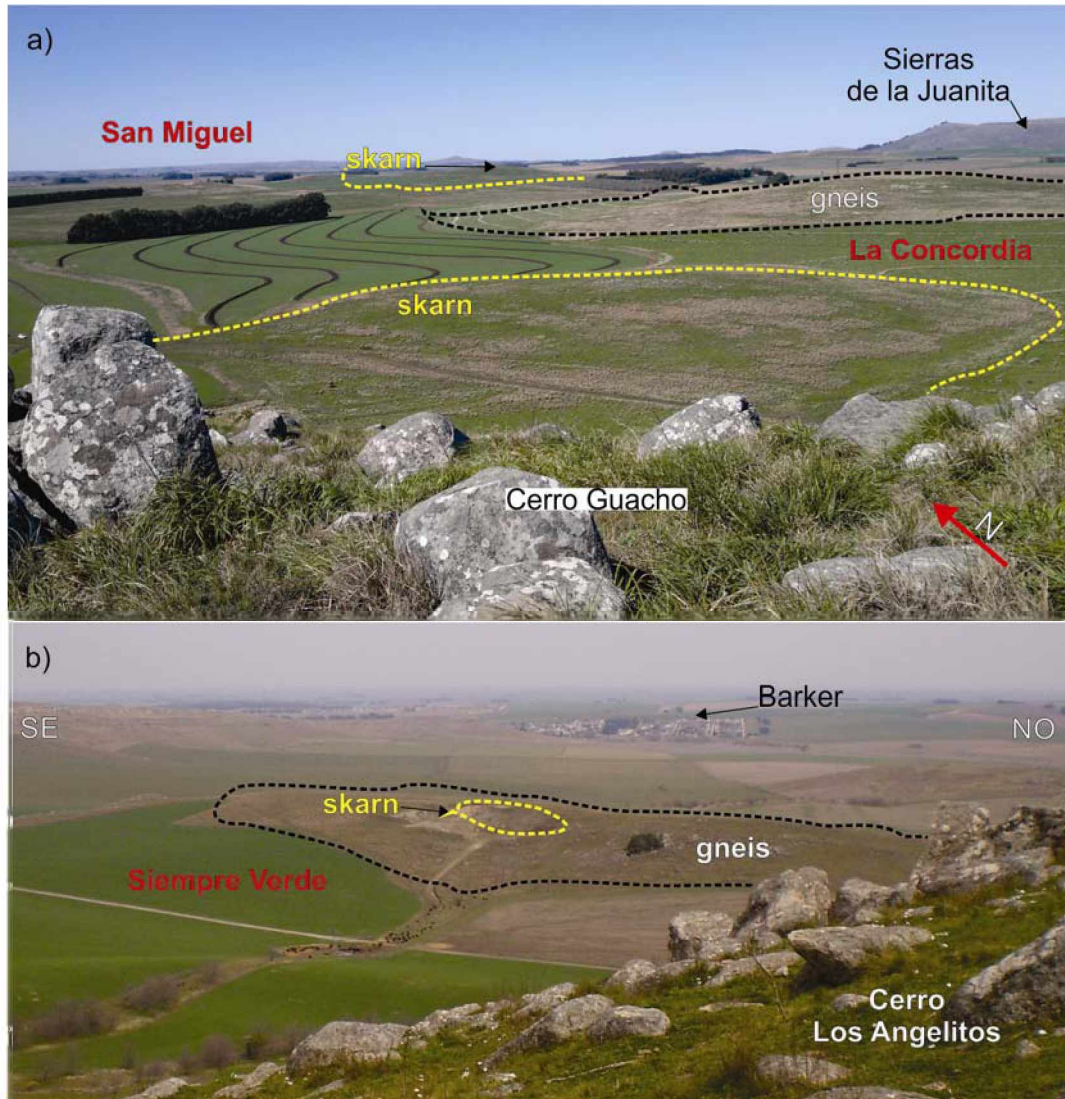 a)
Sierras
de la Juanita
San Miguel
skarn
gneis
La Concordia
skarn
Cerro Guacho
N
b)
Barker
SE
NO
skarn
gneis
Siempre Verde
Cerro
Los Angelitos